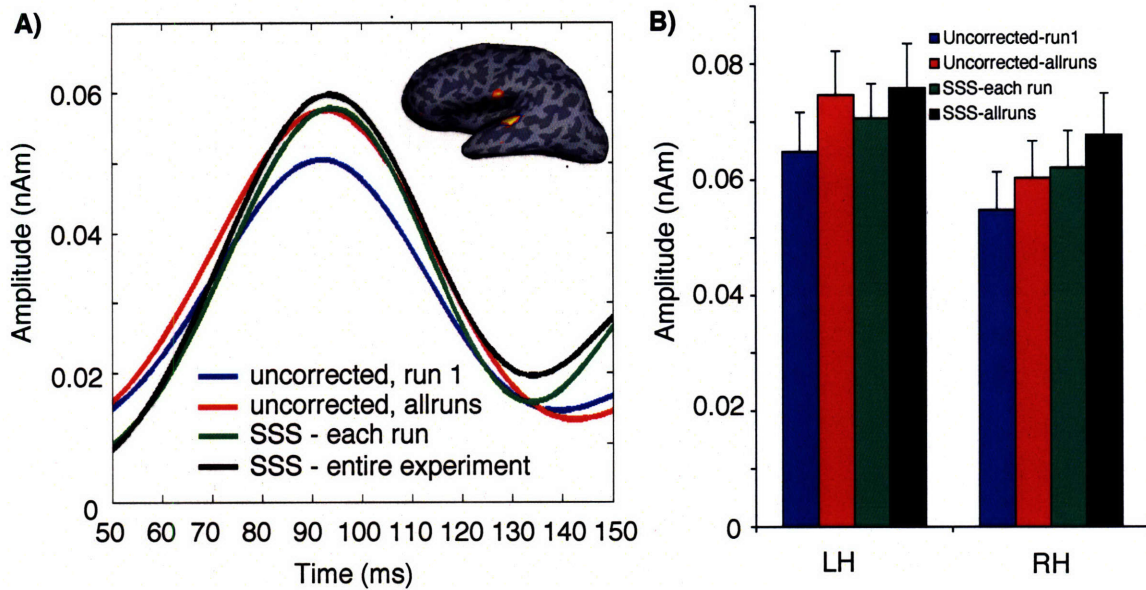 A)
Amplitude (nAm)
0.06
0.04
0.02
0
50 60 70 80 90 100 110 120 130 140 150
Time (ms)
uncorrected, run 1
uncorrected, allruns
SSS - each run
SSS - entire experiment
B)
Amplitude (nAm)
0.08
0.06
0.04
0.02
0
LH RH
Uncorrected-run1
Uncorrected-allruns
SSS-each run
SSS-allruns